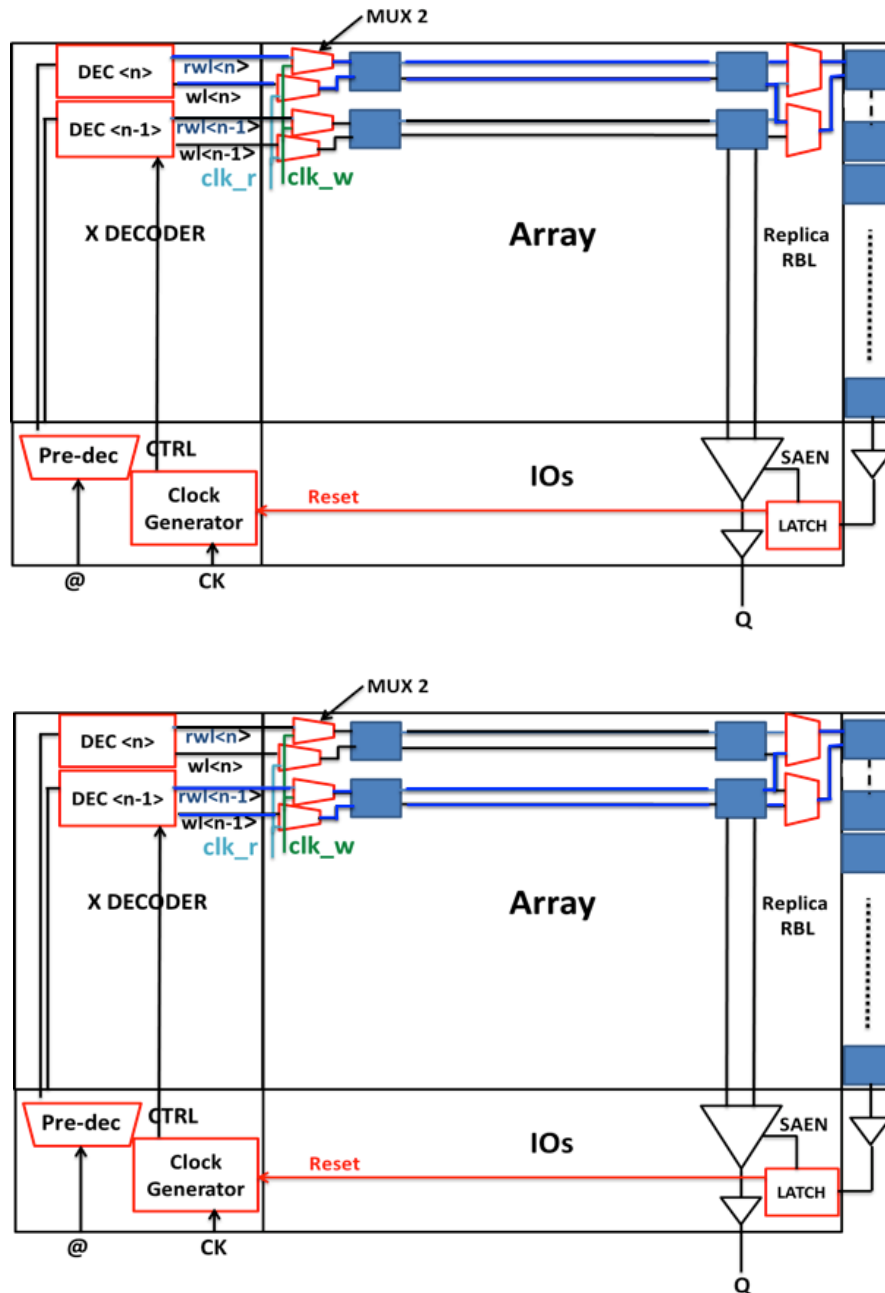 MUX 2
DEC <n>
rwl<n>
wl<n>
DEC <n-1>
rwl<n-1>
wl<n-1>
clk_r
clk_w
X DECODER
Array
Replica
RBL
Pre-dec
CTRL
Clock
Generator
Reset
IOs
SAEN
LATCH
@
CK
Q
MUX 2
DEC <n>
rwl<n>
wl<n>
DEC <n-1>
rwl<n-1>
wl<n-1>
clk_r
clk_w
X DECODER
Array
Replica
RBL
Pre-dec
CTRL
Clock
Generator
Reset
IOs
SAEN
LATCH
@
CK
Q